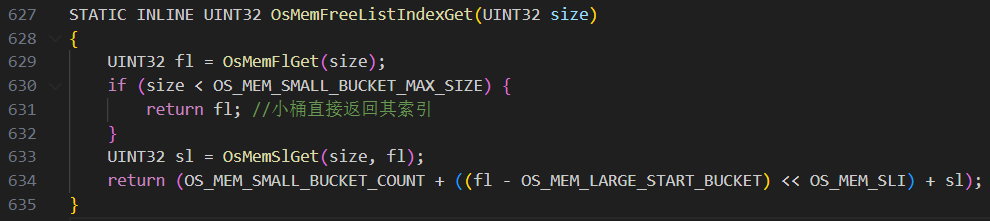 627 STATIC INLINE UINT32 OsMemFreeListIndexGet(UINT32 size)
628 {
629     UINT32 fl = OsMemFlGet(size);
630     if (size < OS_MEM_SMALL_BUCKET_MAX_SIZE) {
631         return fl; //小桶直接返回其索引
632     }
633     UINT32 sl = OsMemSlGet(size, fl);
634     return (OS_MEM_SMALL_BUCKET_COUNT + ((fl - OS_MEM_LARGE_START_BUCKET) << OS_MEM_SLI) + sl);
635 }